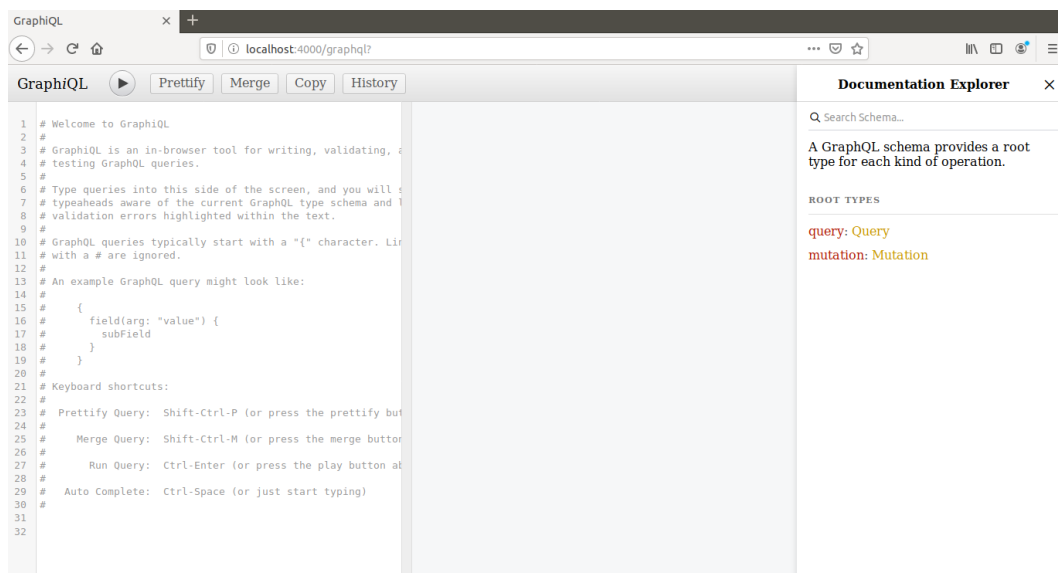 GraphiQL
localhost:4000/graphql?
GraphiQL
Prettify
Merge
Copy
History
Documentation Explorer
Search Schema...
A GraphQL schema provides a root
type for each kind of operation.
ROOT TYPES
query: Query
mutation: Mutation
1 # Welcome to GraphiQL
2 #
3 # GraphiQL is an in-browser tool for writing, validating, a
4 # testing GraphQL queries.
5 #
6 # Type queries into this side of the screen, and you will s
7 # typeaheads aware of the current GraphQL type schema and l
8 # validation errors highlighted within the text.
9 #
10 # GraphQL queries typically start with a "{" character. Lin
11 # with a # are ignored.
12 #
13 # An example GraphQL query might look like:
14 #
15 #     {
16 #       field(arg: "value") {
17 #         subField
18 #       }
19 #     }
20 #
21 # Keyboard shortcuts:
22 #
23 #  Prettify Query:  Shift-Ctrl-P (or press the prettify but
24 #
25 #     Merge Query:  Shift-Ctrl-M (or press the merge button
26 #
27 #       Run Query:  Ctrl-Enter (or press the play button ab
28 #
29 #   Auto Complete:  Ctrl-Space (or just start typing)
30 #
31
32